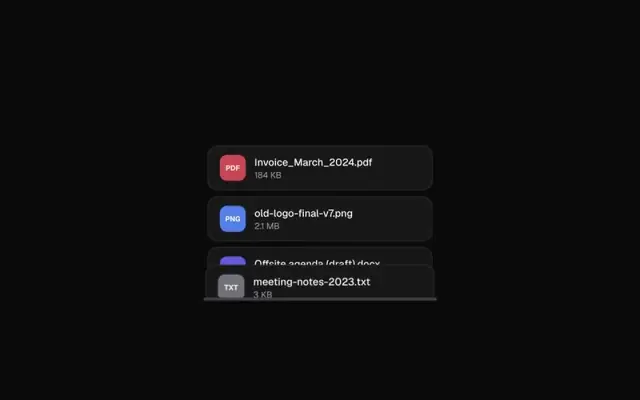 PDF
Invoice_March_2024.pdf
184 KB
PNG
old-logo-final-v7.png
2.1 MB
Offsite agenda (draft).docx
TXT
meeting-notes-2023.txt
3 KB